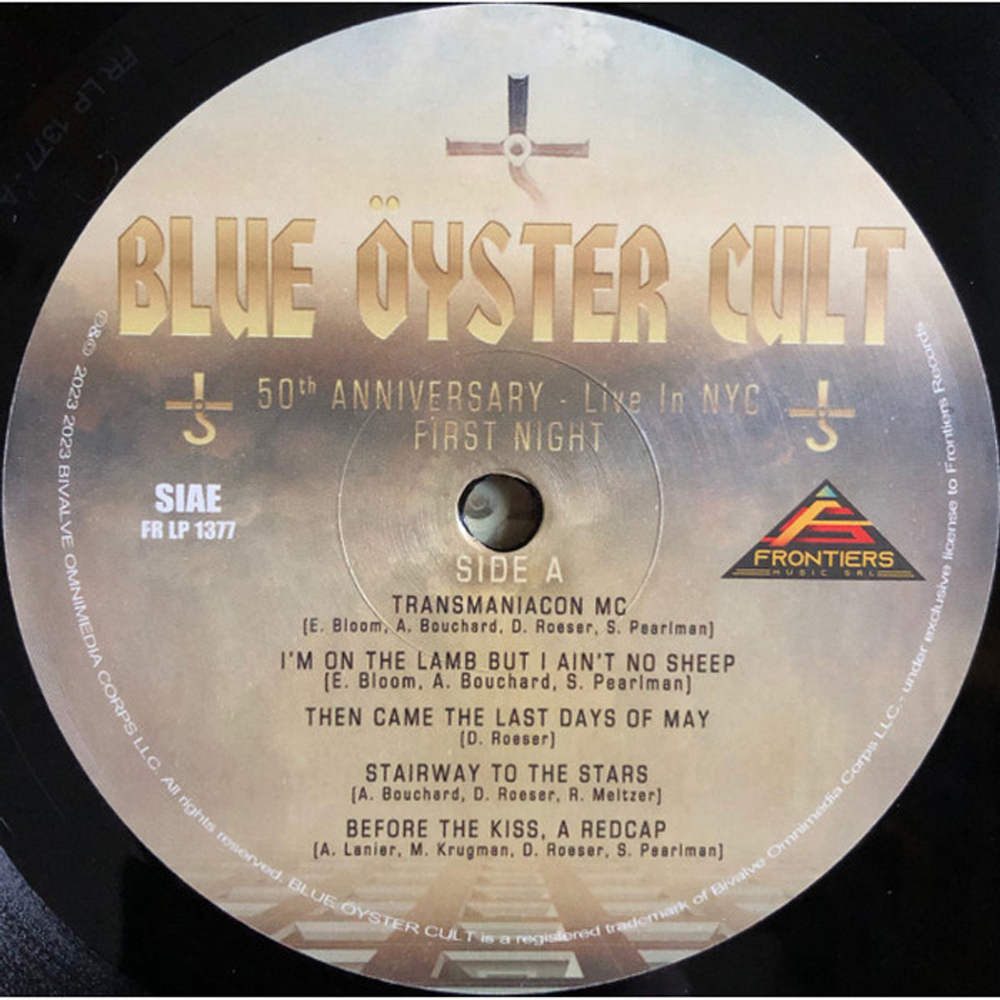 BLUE ÖYSTER CULT
50th ANNIVERSARY - Live In NYC
FIRST NIGHT
SIAE
FR LP 1377
FRONTIERS
MUSIC SRL
SIDE A
TRANSMANIACON MC
(E. Bloom, A. Bouchard, D. Roeser, S. Pearlman)
I'M ON THE LAMB BUT I AIN'T NO SHEEP
(E. Bloom, A. Bouchard, S. Pearlman)
THEN CAME THE LAST DAYS OF MAY
(D. Roeser)
STAIRWAY TO THE STARS
(A. Bouchard, D. Roeser, R. Meltzer)
BEFORE THE KISS, A REDCAP
(A. Lanier, M. Krugman, D. Roeser, S. Pearlman)
℗&© 2023 2023 BIVALVE OMNIMEDIA CORPS LLC. All rights reserved. BLUE ÖYSTER CULT is a registered trademark of Bivalve Omnimedia Corps LLC.- under exclusive license to Frontiers Records
FR LP 1377 - A